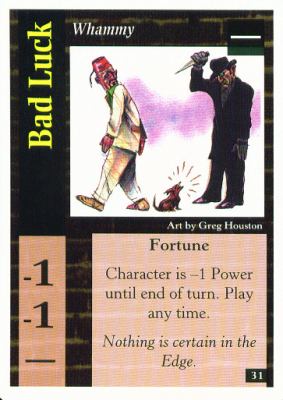 Bad Luck
Whammy
Art by Greg Houston
Fortune
Character is –1 Power
until end of turn. Play
any time.
Nothing is certain in the
Edge.
-1
-1
—
31